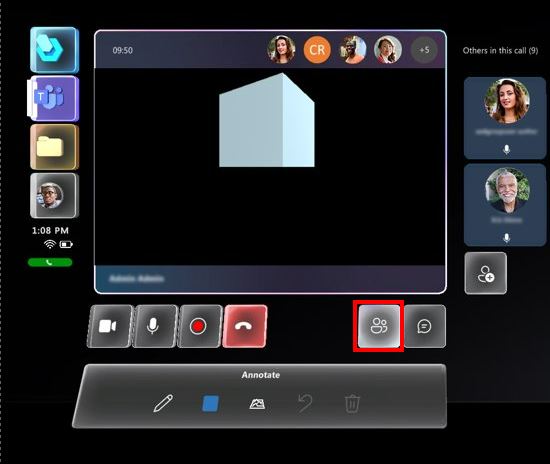 09:50
CR
+5
Others in this call (9)
T
1:08 PM
Admin Admin
Annotate